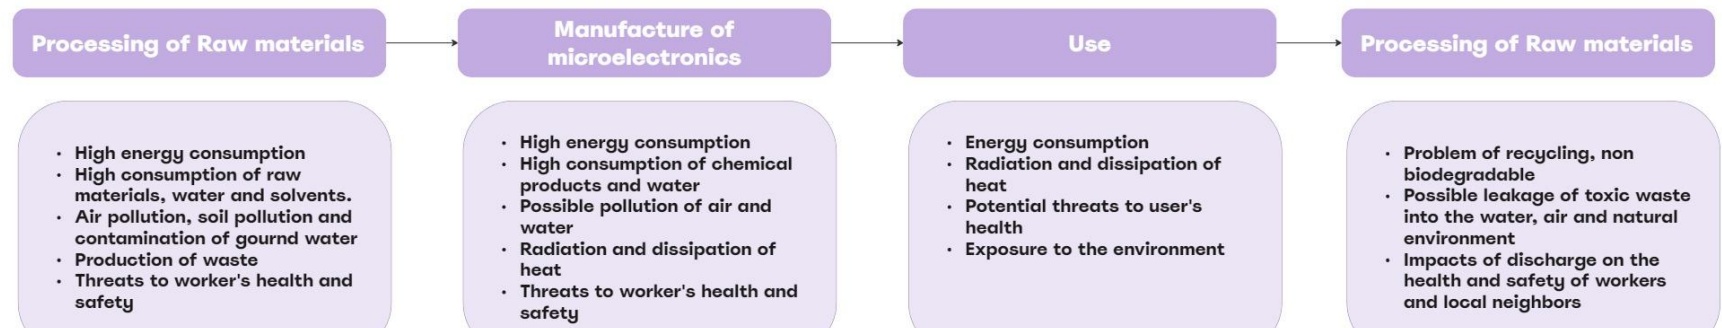 Processing of Raw materials
Manufacture of
microelectronics
Use
Processing of Raw materials
• High energy consumption
• High consumption of raw
materials, water and solvents.
• Air pollution, soil pollution and
contamination of gournd water
• Production of waste
• Threats to worker's health and
safety
• High energy consumption
• High consumption of chemical
products and water
• Possible pollution of air and
water
• Radiation and dissipation of
heat
• Threats to worker's health and
safety
• Energy consumption
• Radiation and dissipation of
heat
• Potential threats to user's
health
• Exposure to the environment
• Problem of recycling, non
biodegradable
• Possible leakage of toxic waste
into the water, air and natural
environment
• Impacts of discharge on the
health and safety of workers
and local neighbors